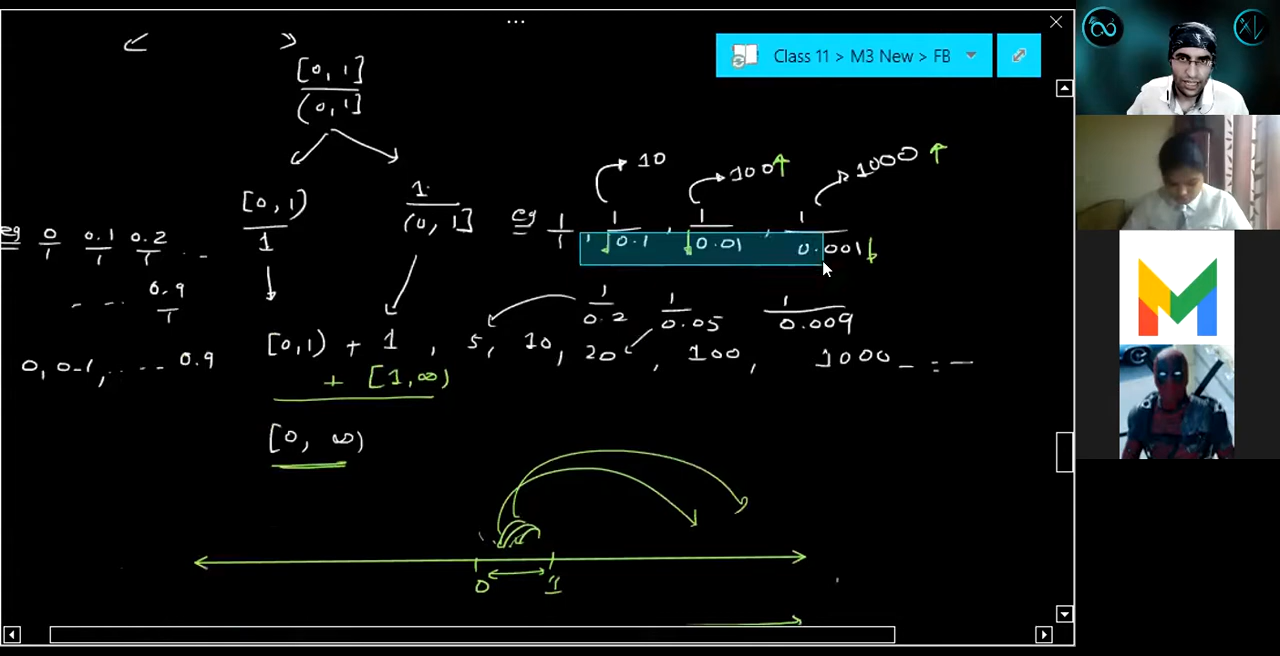 Class 11 > M3 New > FB
[0, 1]
(0, 1]
→ 10
→ 100↑
→ 1000↑
[0, 1)
1
1
(0, 1]
eg 1/1, 1/0.1, 1/0.01, 1/0.001
eg 0/1 0.1/1 0.2/1 ..
.. .. 0.9/1
1/0.2 1/0.05 1/0.009
[0,1) + 1, 5, 10, 20, 100, 1000
0, 0.1, ...... 0.9
+ [1, ∞)
[0, ∞)
0 1